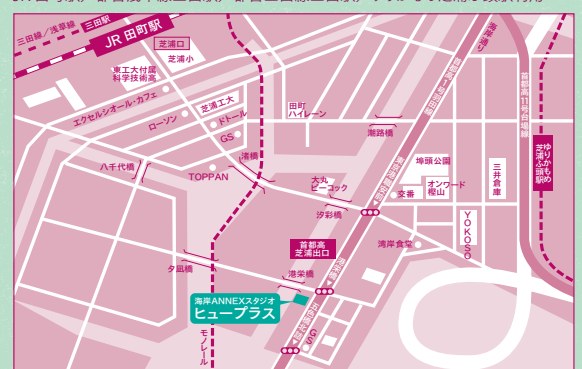 三田線／浅草線
三田駅
JR 田町駅
芝浦口
芝浦小
東工大付属
科学技術高
エクセルシオール・カフェ
ローソン
芝浦工大
ドトール
GS
田町
ハイレーン
潮路橋
海岸通り
首都高1号羽田線
首都高11号台場線
ゆりかもめ
芝浦ふ頭駅
八千代橋
TOPPAN
渚橋
大丸
ピーコック
汐彩橋
埠頭公園
オンワード
樫山
交番
三井倉庫
YOKOSO
湾岸食堂
首都高
芝浦出口
夕凪橋
港栄橋
海岸ANNEXスタジオ
ヒュープラス
モノレール
GS